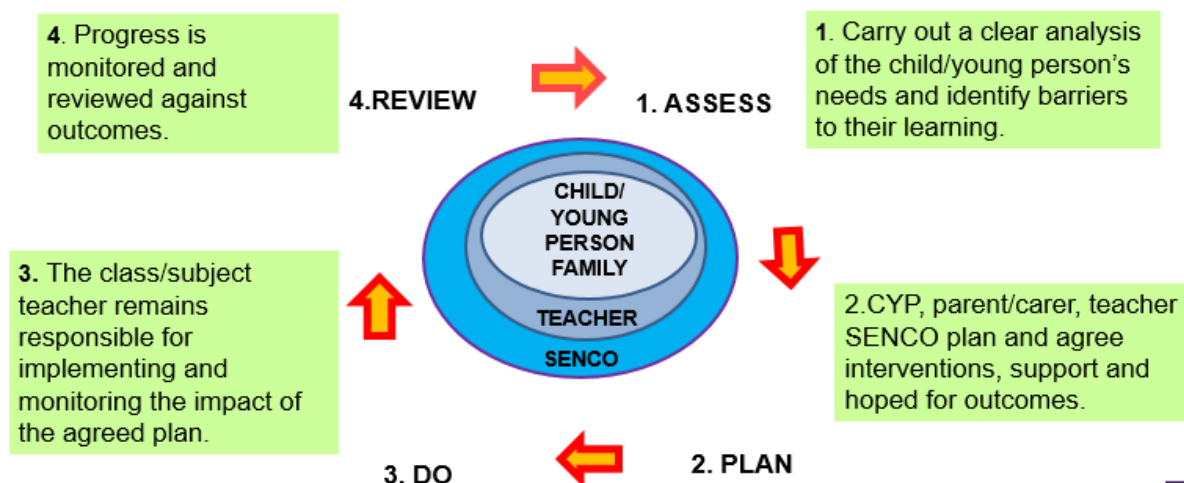 4. Progress is
monitored and
reviewed against
outcomes.
4.REVIEW
1. ASSESS
1. Carry out a clear analysis
of the child/young person’s
needs and identify barriers
to their learning.
CHILD/
YOUNG
PERSON
FAMILY
TEACHER
SENCO
3. The class/subject
teacher remains
responsible for
implementing and
monitoring the impact of
the agreed plan.
2.CYP, parent/carer, teacher
SENCO plan and agree
interventions, support and
hoped for outcomes.
3. DO
2. PLAN